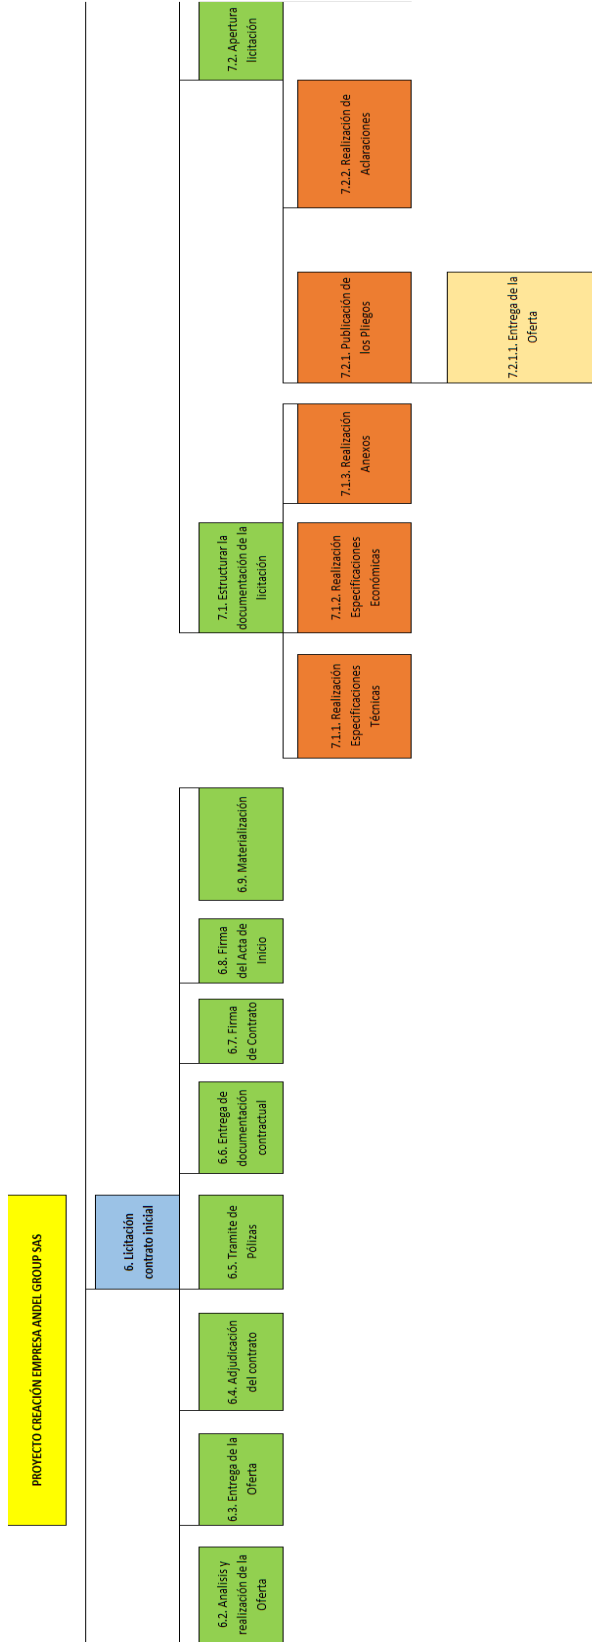 PROYECTO CREACIÓN EMPRESA ANDEL GROUP SAS
6. Licitación
contrato inicial
6.2. Analisis y
realización de la
Oferta
6.3. Entrega de la
Oferta
6.4. Adjudicación
del contrato
6.5. Tramite de
Pólizas
6.6. Entrega de
documentación
contractual
6.7. Firma
de Contrato
6.8. Firma
del Acta de
Inicio
6.9. Materialización
7.1. Estructurar la
documentación de la
licitación
7.2. Apertura
licitación
7.1.1. Realización
Especificaciones
Técnicas
7.1.2. Realización
Especificaciones
Económicas
7.1.3. Realización
Anexos
7.2.1. Publicación de
los Pliegos
7.2.2. Realización de
Aclaraciones
7.2.1.1. Entrega de la
Oferta